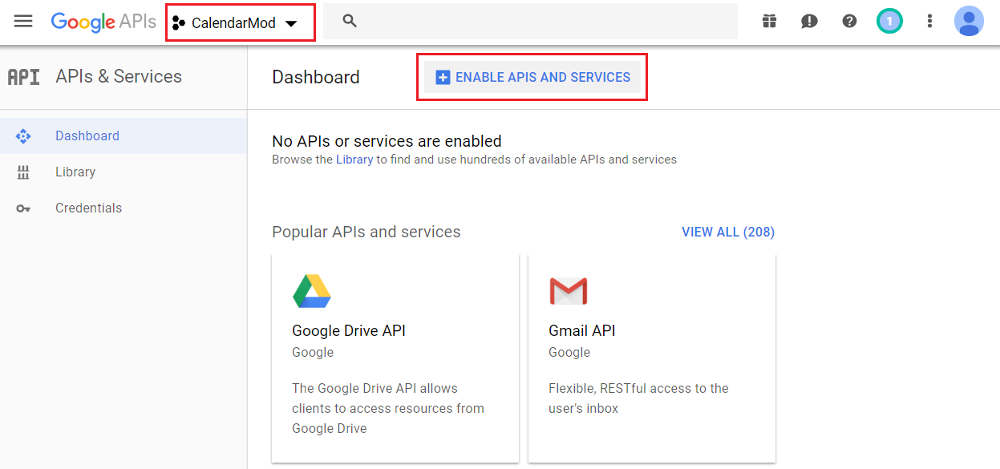 Google APIs
CalendarMod
1
API APIs & Services
Dashboard
ENABLE APIS AND SERVICES
Dashboard
Library
Credentials
No APIs or services are enabled
Browse the Library to find and use hundreds of available APIs and services
Popular APIs and services
VIEW ALL (208)
Google Drive API
Google
The Google Drive API allows
clients to access resources from
Google Drive
Gmail API
Google
Flexible, RESTful access to the
user's inbox